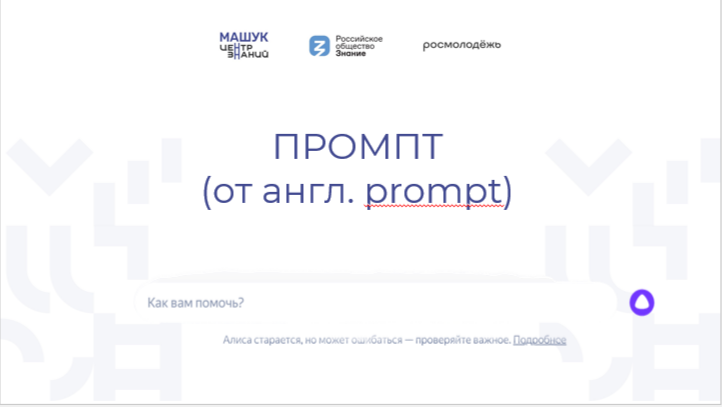 МАШУК
ЦЕНТР
ЗНАНИЙ
Российское
общество
Знание
росмолодёжь
ПРОМПТ
(от англ. prompt)
Как вам помочь?
Алиса старается, но может ошибаться — проверяйте важное. Подробнее